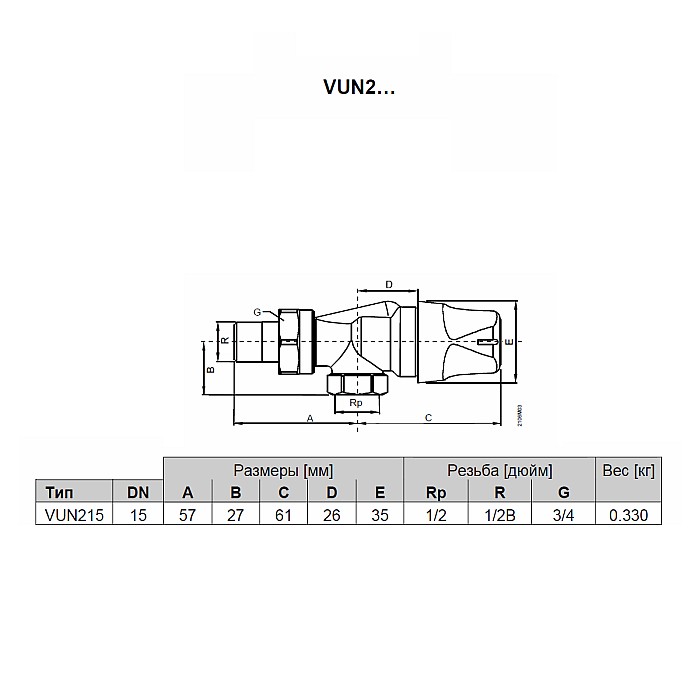 VUN2...
D
G
R
B
E
Rp
A
C
2106M03
Размеры [мм] Резьба [дюйм] Вес [кг]
Тип DN A B C D E Rp R G
VUN215 15 57 27 61 26 35 1/2 1/2B 3/4 0.330